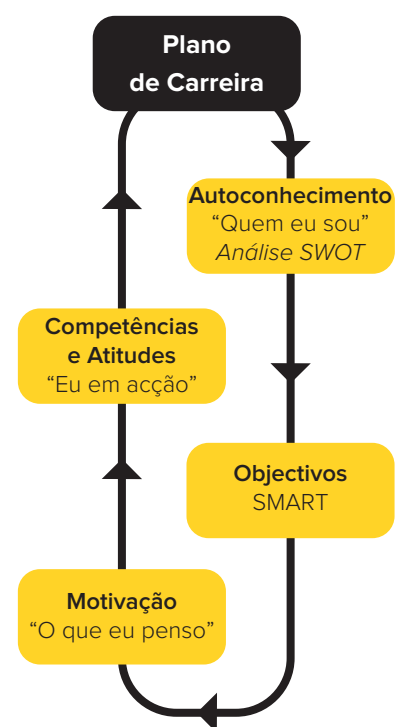 Plano
de Carreira
Autoconhecimento
“Quem eu sou”
Análise SWOT
Competências
e Atitudes
“Eu em acção”
Objectivos
SMART
Motivação
“O que eu penso”